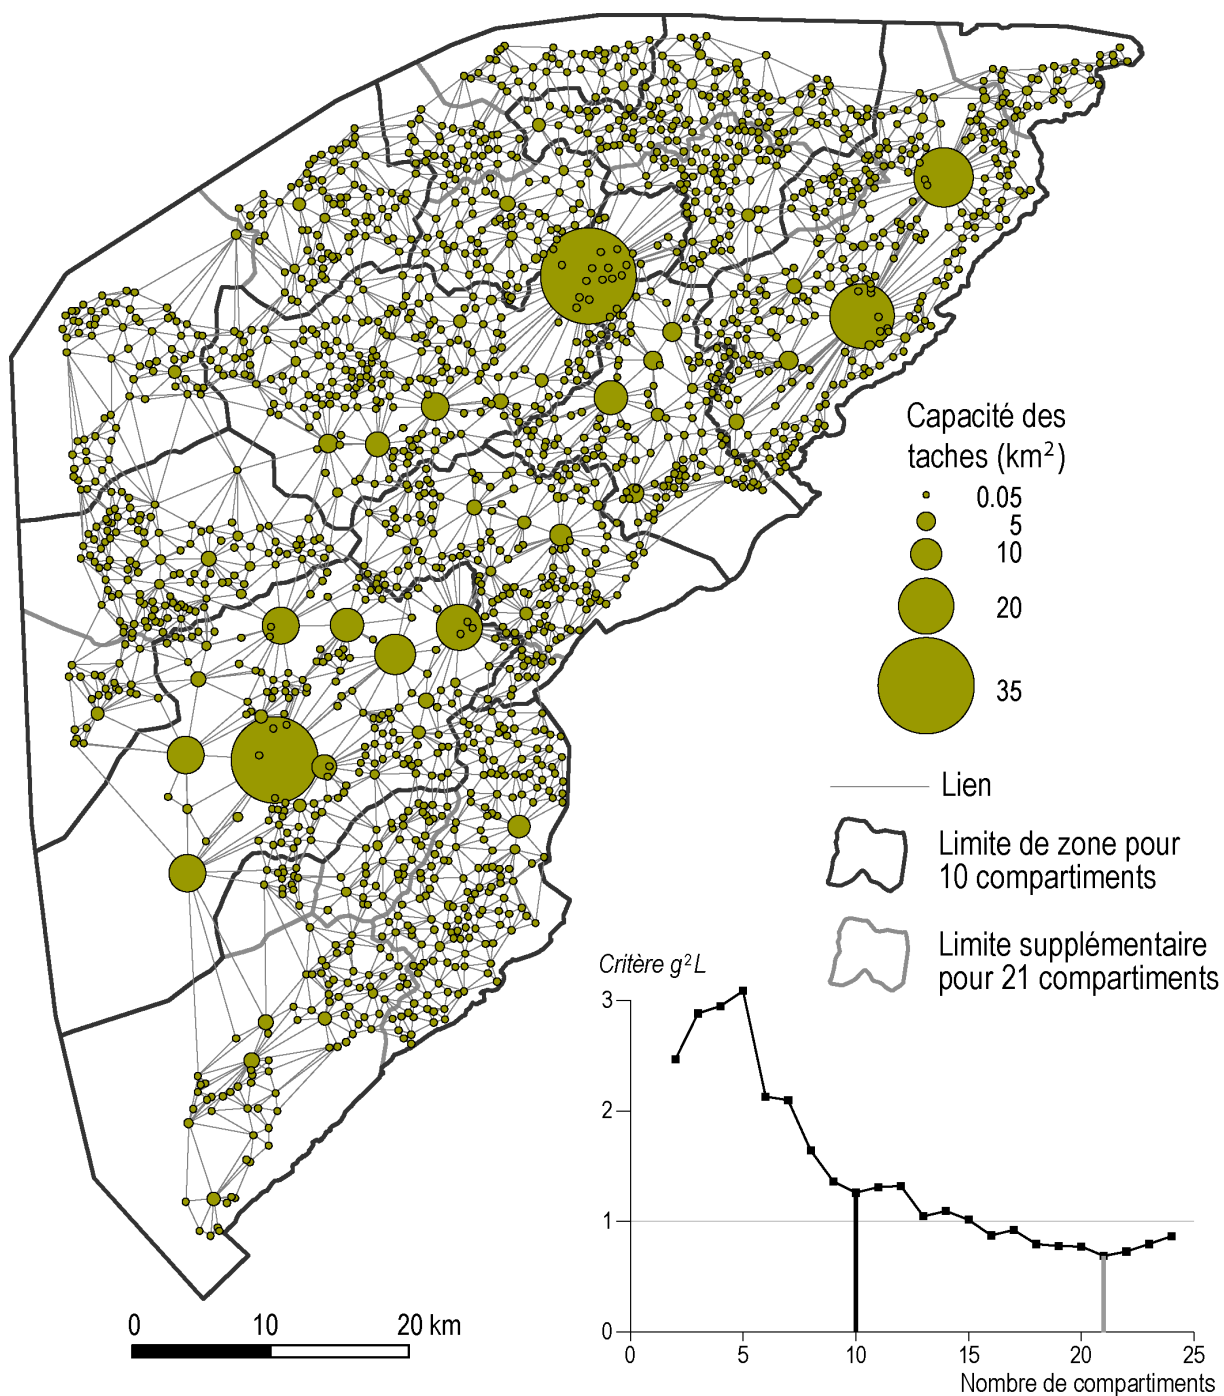 Capacité des
taches (km²)
0.05
5
10
20
35
Lien
Limite de zone pour
10 compartiments
Limite supplémentaire
pour 21 compartiments
Critère g²L
3
2
1
0
0 5 10 15 20 25
Nombre de compartiments
0 10 20 km